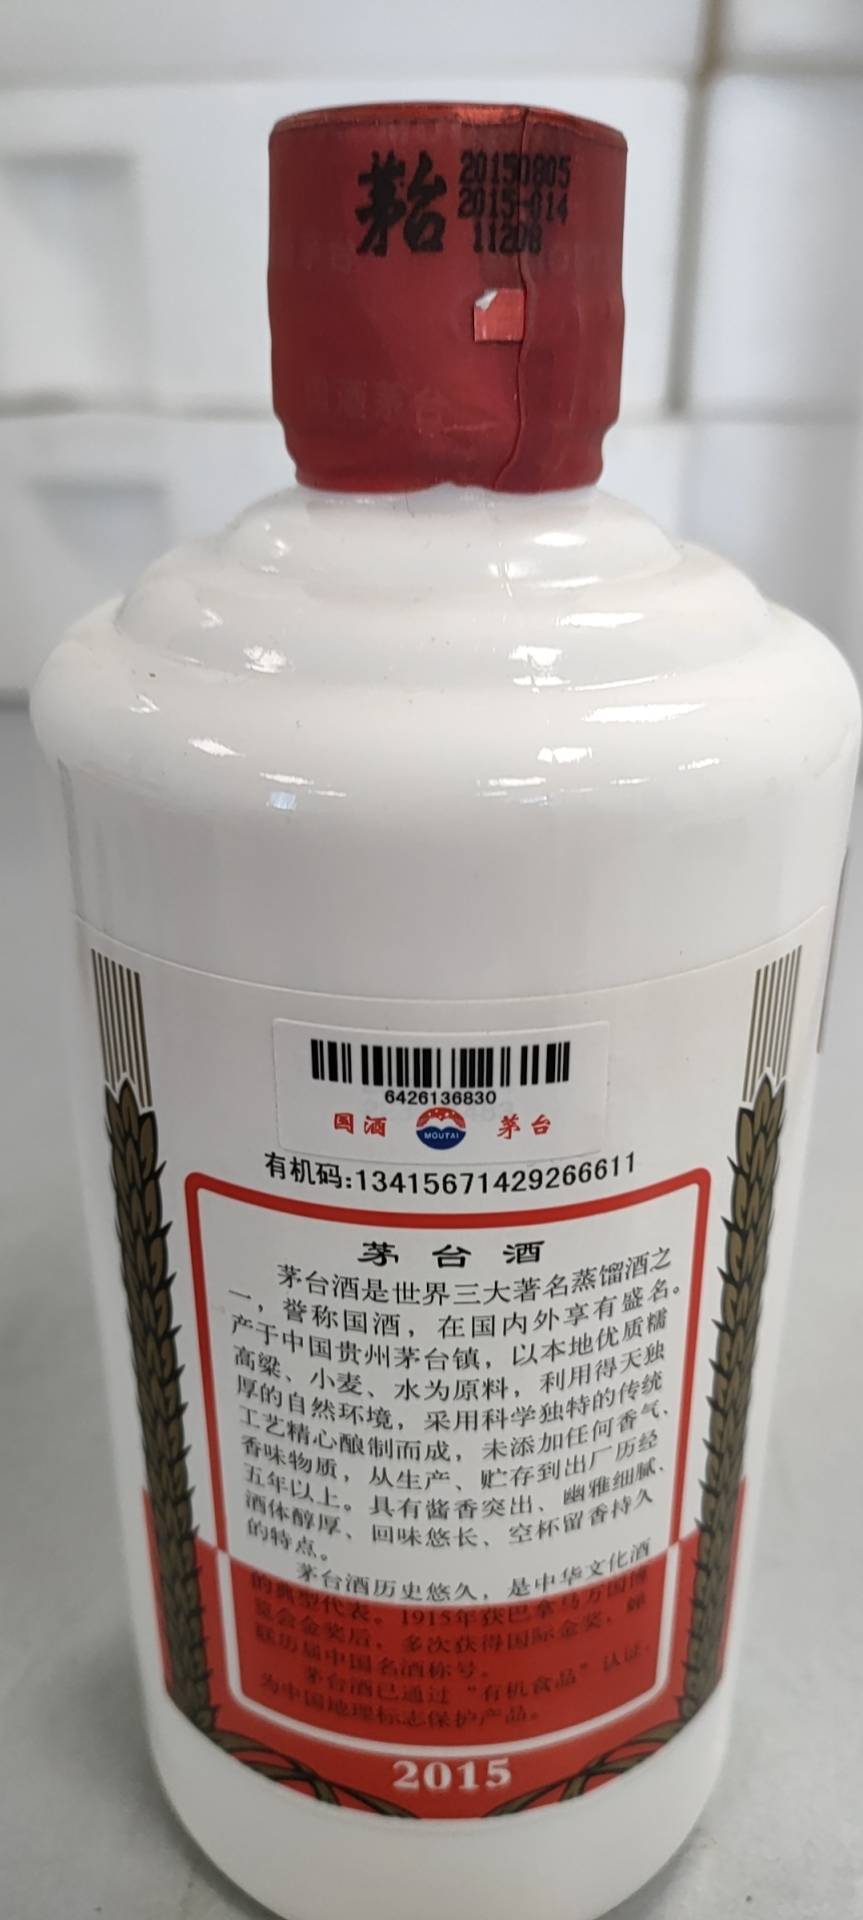 茅台
20150805
2015-014
11208
国酒茅台
6426136830
国酒
MOUTAI
茅台
有机码:13415671429266611
茅台酒
茅台酒是世界三大著名蒸馏酒之
一，誉称国酒，在国内外享有盛名。
产于中国贵州茅台镇，以本地优质糯
高粱、小麦、水为原料，利用得天独
厚的自然环境，采用科学独特的传统
工艺精心酿制而成，未添加任何香气、
香味物质，从生产、贮存到出厂历经
五年以上。具有酱香突出、幽雅细腻、
酒体醇厚、回味悠长、空杯留香持久
的特点。
茅台酒历史悠久，是中华文化酒
的典型代表。1915年获巴拿马万国博
览会金奖后，多次获得国际金奖，蝉
联历届中国名酒称号。
茅台酒已通过“有机食品”认证，
为中国地理标志保护产品。
2015